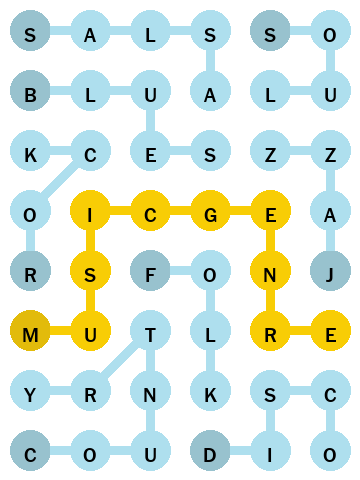 S A L S S O
B L U A L U
K C E S Z Z
O I C G E A
R S F O N J
M U T L R E
Y R N K S C
C O U D I O